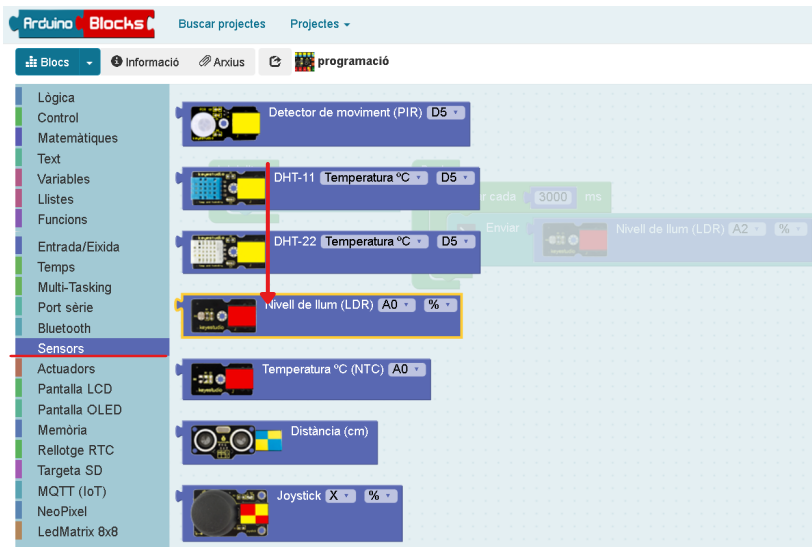 Arduino Blocks
Buscar projectes
Projectes
Blocs
Informació
Arxius
programació
Lògica
Control
Matemàtiques
Text
Variables
Llistes
Funcions
Entrada/Eixida
Temps
Multi-Tasking
Port sèrie
Bluetooth
Sensors
Actuadors
Pantalla LCD
Pantalla OLED
Memòria
Rellotge RTC
Targeta SD
MQTT (IoT)
NeoPixel
LedMatrix 8x8
Detector de moviment (PIR) D5
DHT-11 Temperatura ºC D5
DHT-22 Temperatura ºC D5
Nivell de llum (LDR) A0 %
Temperatura ºC (NTC) A0
Distància (cm)
Joystick X %
cada 3000 ms
Enviar Nivell de llum (LDR) A2 %